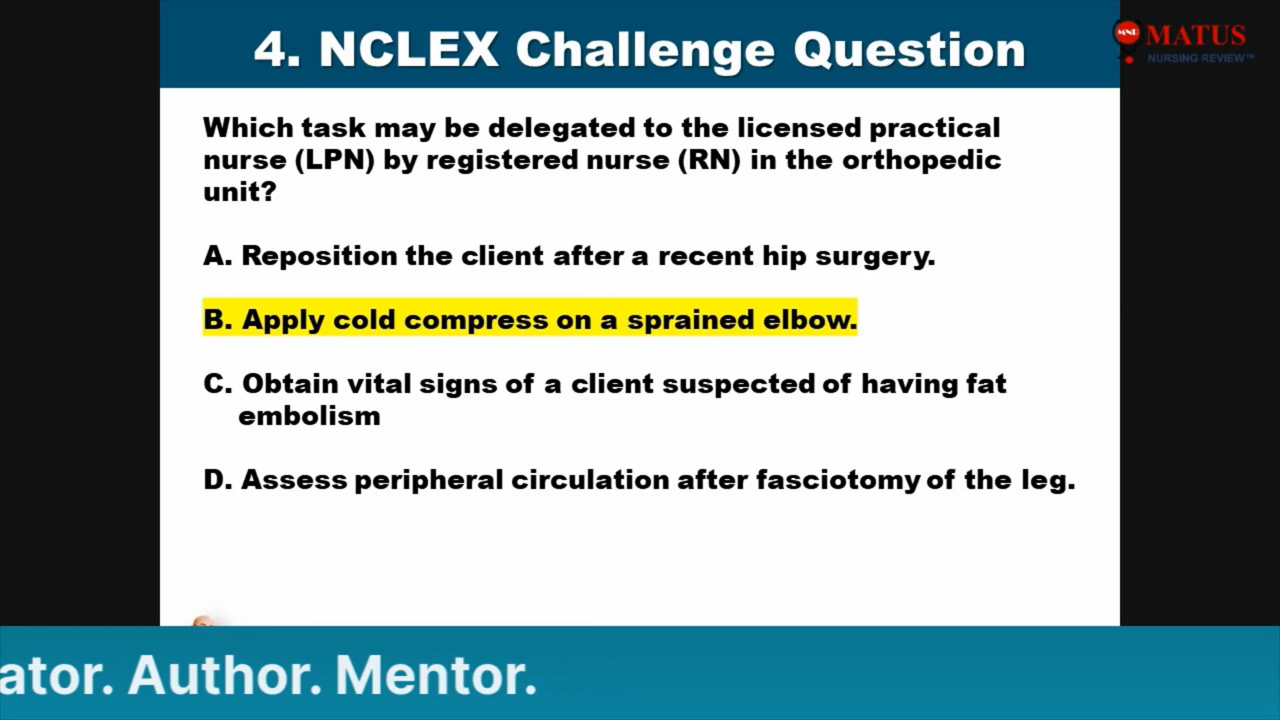 4. NCLEX Challenge Question
MNR
MATUS
NURSING REVIEW™
Which task may be delegated to the licensed practical
nurse (LPN) by registered nurse (RN) in the orthopedic
unit?
A. Reposition the client after a recent hip surgery.
B. Apply cold compress on a sprained elbow.
C. Obtain vital signs of a client suspected of having fat
embolism
D. Assess peripheral circulation after fasciotomy of the leg.
ator. Author. Mentor.